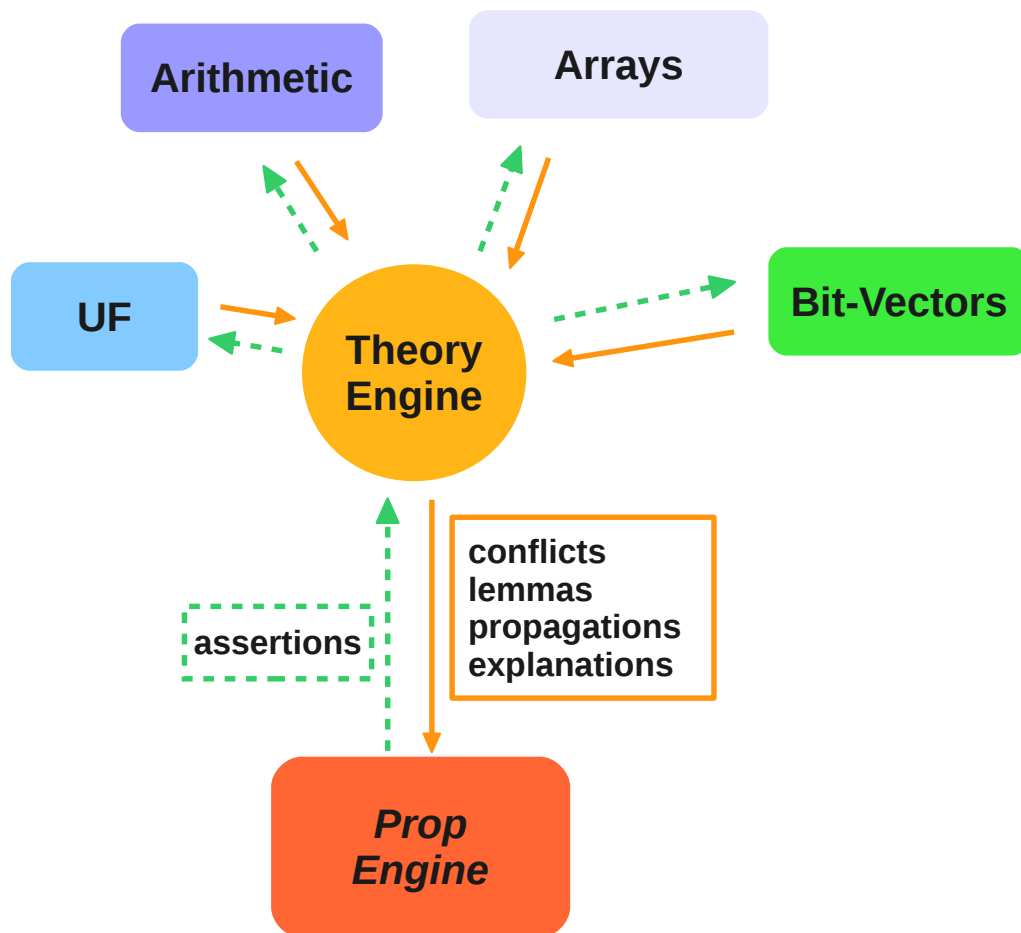 Arithmetic
Arrays
UF
Bit-Vectors
Theory
Engine
conflicts
lemmas
propagations
explanations
assertions
Prop
Engine